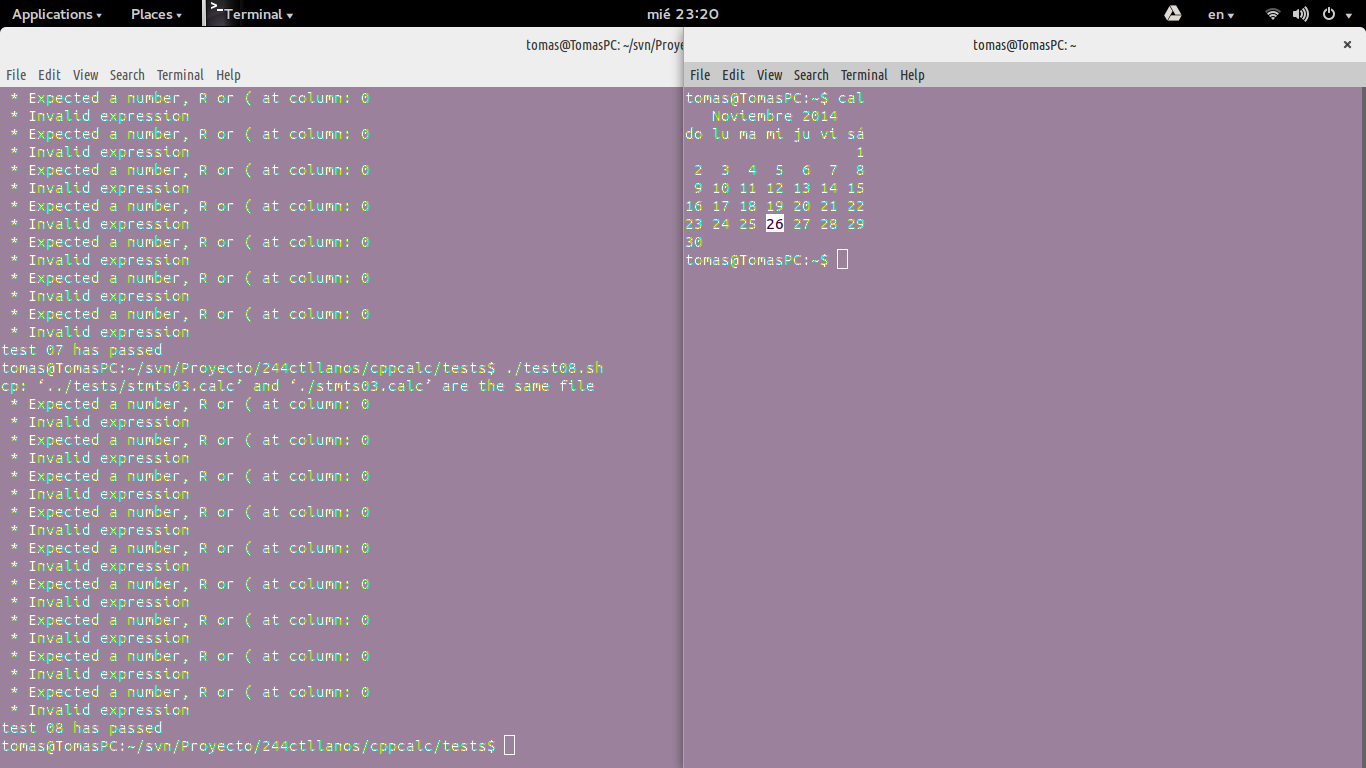 Applications Places Terminal mié 23:20 en
tomas@TomasPC: ~/svn/Proye
File Edit View Search Terminal Help
* Expected a number, R or ( at column: 0
* Invalid expression
* Expected a number, R or ( at column: 0
* Invalid expression
* Expected a number, R or ( at column: 0
* Invalid expression
* Expected a number, R or ( at column: 0
* Invalid expression
* Expected a number, R or ( at column: 0
* Invalid expression
* Expected a number, R or ( at column: 0
* Invalid expression
* Expected a number, R or ( at column: 0
* Invalid expression
test 07 has passed
tomas@TomasPC:~/svn/Proyecto/244ctllanos/cppcalc/tests$ ./test08.sh
cp: ‘../tests/stmts03.calc’ and ‘./stmts03.calc’ are the same file
* Expected a number, R or ( at column: 0
* Invalid expression
* Expected a number, R or ( at column: 0
* Invalid expression
* Expected a number, R or ( at column: 0
* Invalid expression
* Expected a number, R or ( at column: 0
* Invalid expression
* Expected a number, R or ( at column: 0
* Invalid expression
* Expected a number, R or ( at column: 0
* Invalid expression
* Expected a number, R or ( at column: 0
* Invalid expression
* Expected a number, R or ( at column: 0
* Invalid expression
* Expected a number, R or ( at column: 0
* Invalid expression
test 08 has passed
tomas@TomasPC:~/svn/Proyecto/244ctllanos/cppcalc/tests$
tomas@TomasPC: ~
File Edit View Search Terminal Help
tomas@TomasPC:~$ cal
Noviembre 2014
do lu ma mi ju vi sá
1
2 3 4 5 6 7 8
9 10 11 12 13 14 15
16 17 18 19 20 21 22
23 24 25 26 27 28 29
30
tomas@TomasPC:~$